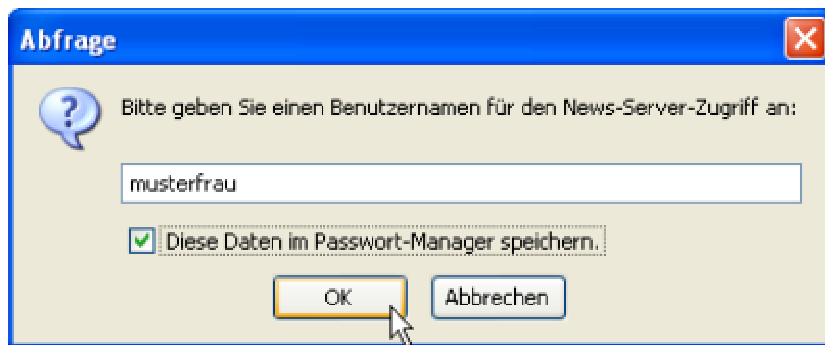 Abfrage
Bitte geben Sie einen Benutzernamen für den News-Server-Zugriff an:
musterfrau
Diese Daten im Passwort-Manager speichern.
OK
Abbrechen